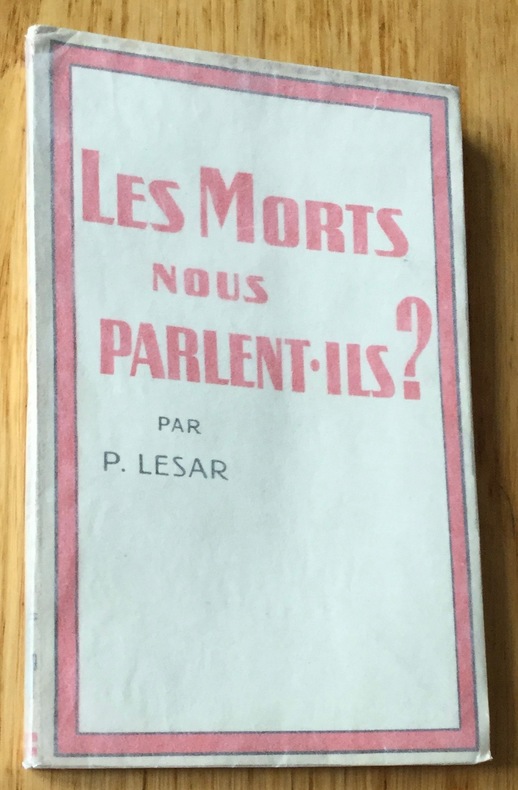 LES MORTS
NOUS
PARLENT·ILS?
PAR
P. LESAR